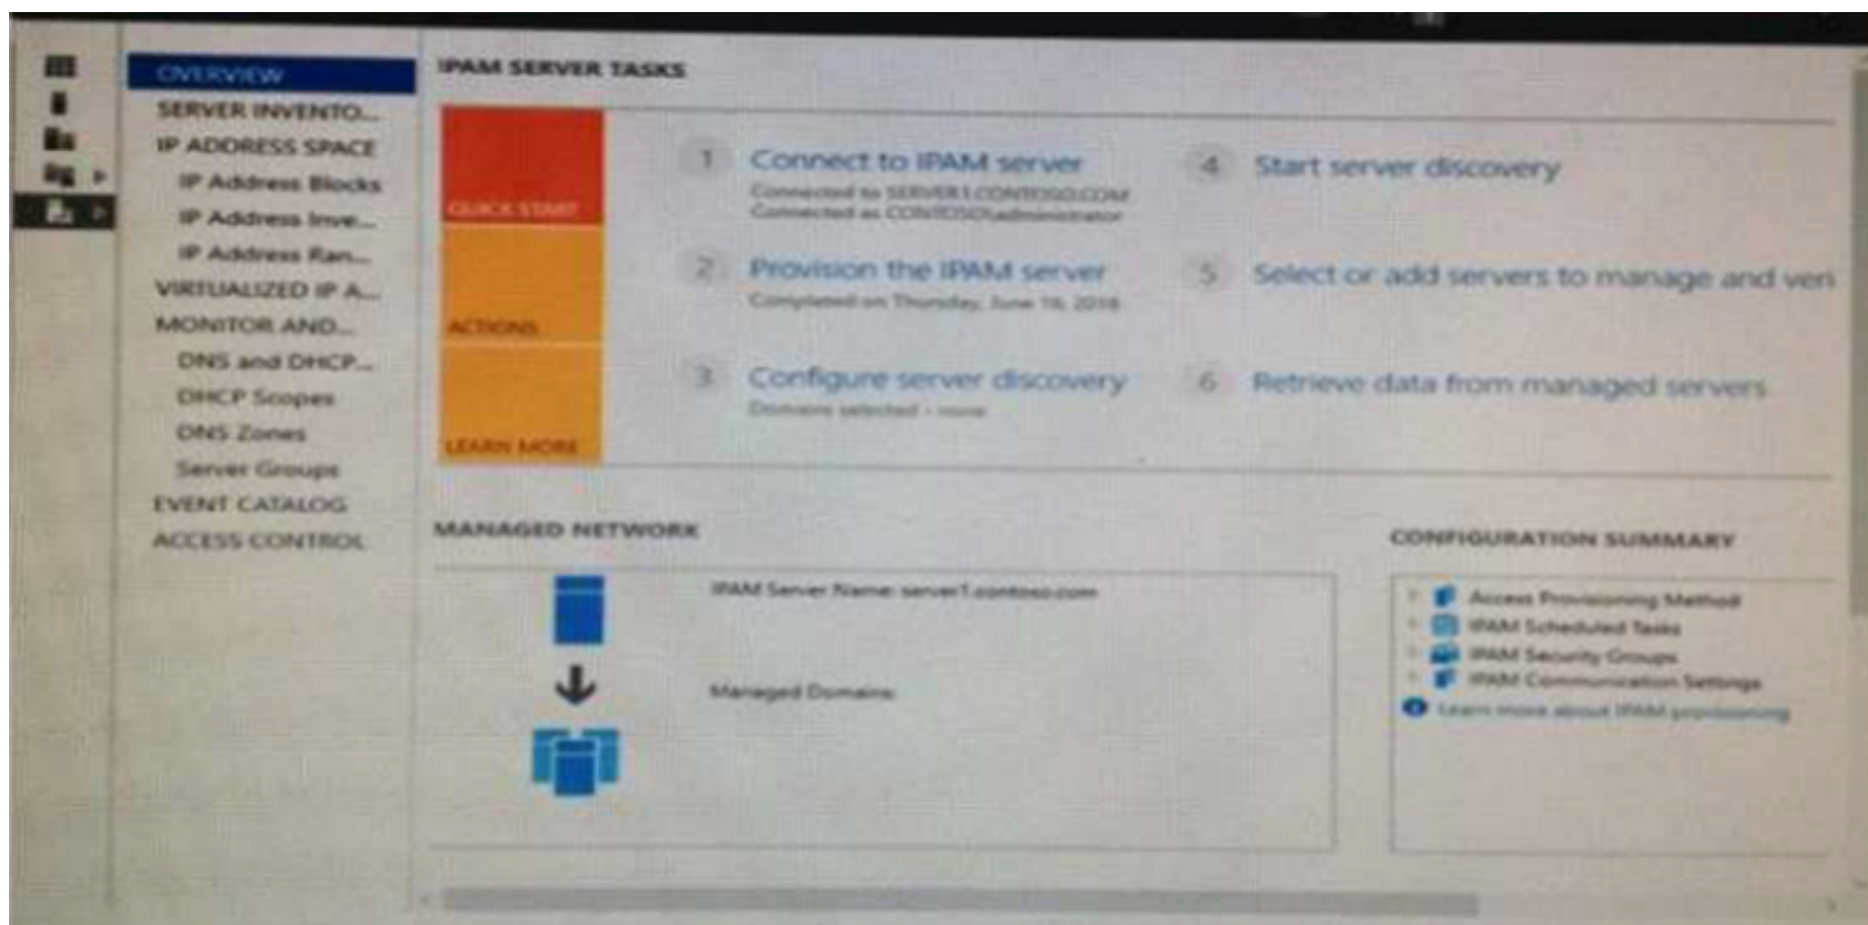 OVERVIEW
SERVER INVENTO...
IP ADDRESS SPACE
IP Address Blocks
IP Address Inve...
IP Address Ran...
VIRTUALIZED IP A...
MONITOR AND...
DNS and DHCP...
DHCP Scopes
DNS Zones
Server Groups
EVENT CATALOG
ACCESS CONTROL
IPAM SERVER TASKS
QUICK START
ACTIONS
LEARN MORE
1 Connect to IPAM server
Connected to SERVER1.CONTOSO.COM
Connected as CONTOSO\administrator
2 Provision the IPAM server
Completed on Thursday, June 16, 2016
3 Configure server discovery
Domains selected - none
4 Start server discovery
5 Select or add servers to manage and veri
6 Retrieve data from managed servers
MANAGED NETWORK
IPAM Server Name: server1.contoso.com
Managed Domains:
CONFIGURATION SUMMARY
Access Provisioning Method
IPAM Scheduled Tasks
IPAM Security Groups
IPAM Communication Settings
Learn more about IPAM provisioning